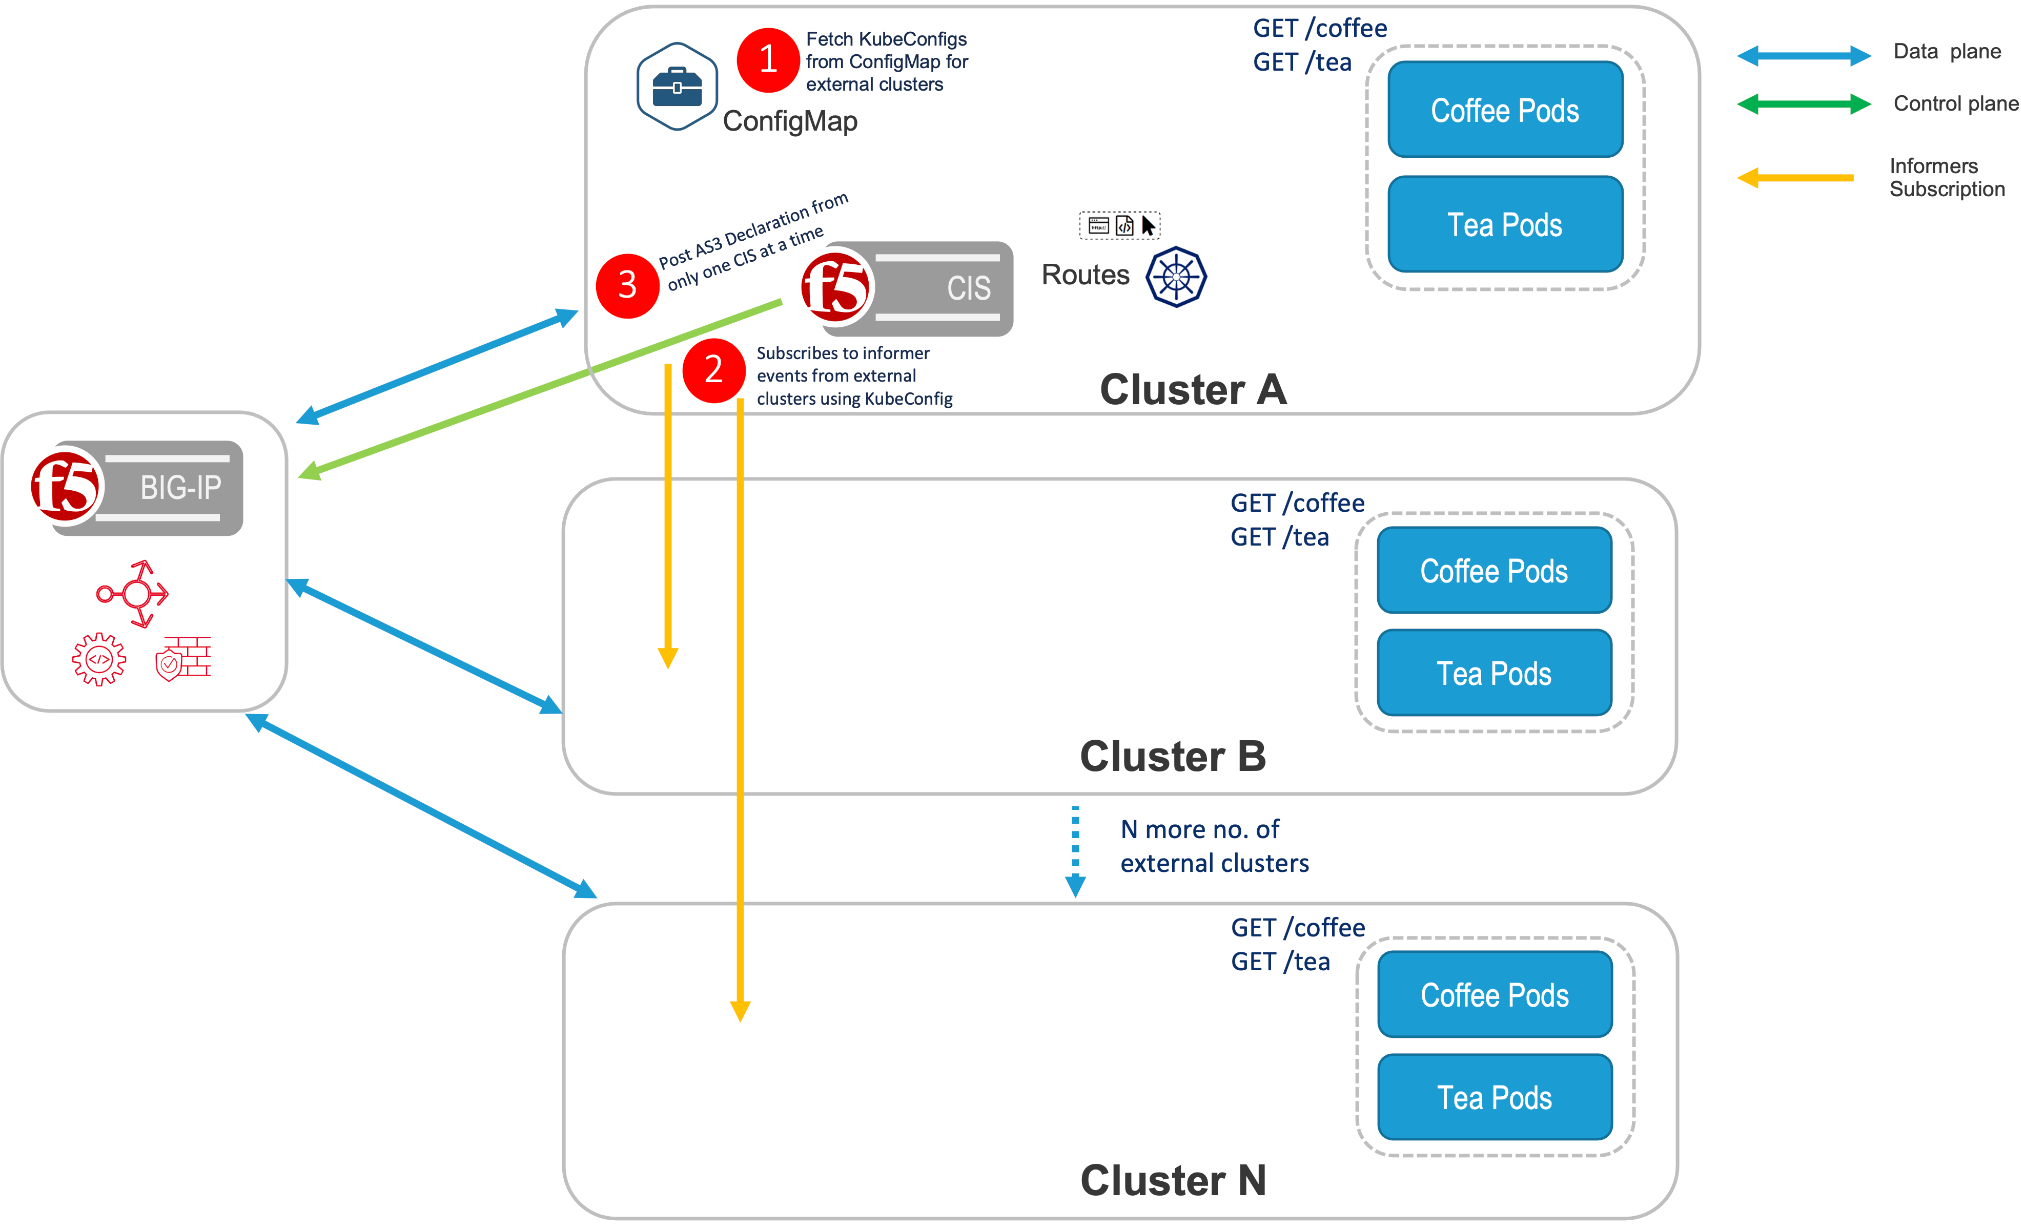 1
Fetch KubeConfigs
from ConfigMap for
external clusters
ConfigMap
GET /coffee
GET /tea
Coffee Pods
Tea Pods
Data plane
Control plane
Informers
Subscription
3
Post AS3 Declaration from
only one CIS at a time
f5
CIS
Routes
2
Subscribes to informer
events from external
clusters using KubeConfig
Cluster A
f5
BIG-IP
</>
GET /coffee
GET /tea
Coffee Pods
Tea Pods
Cluster B
N more no. of
external clusters
GET /coffee
GET /tea
Coffee Pods
Tea Pods
Cluster N